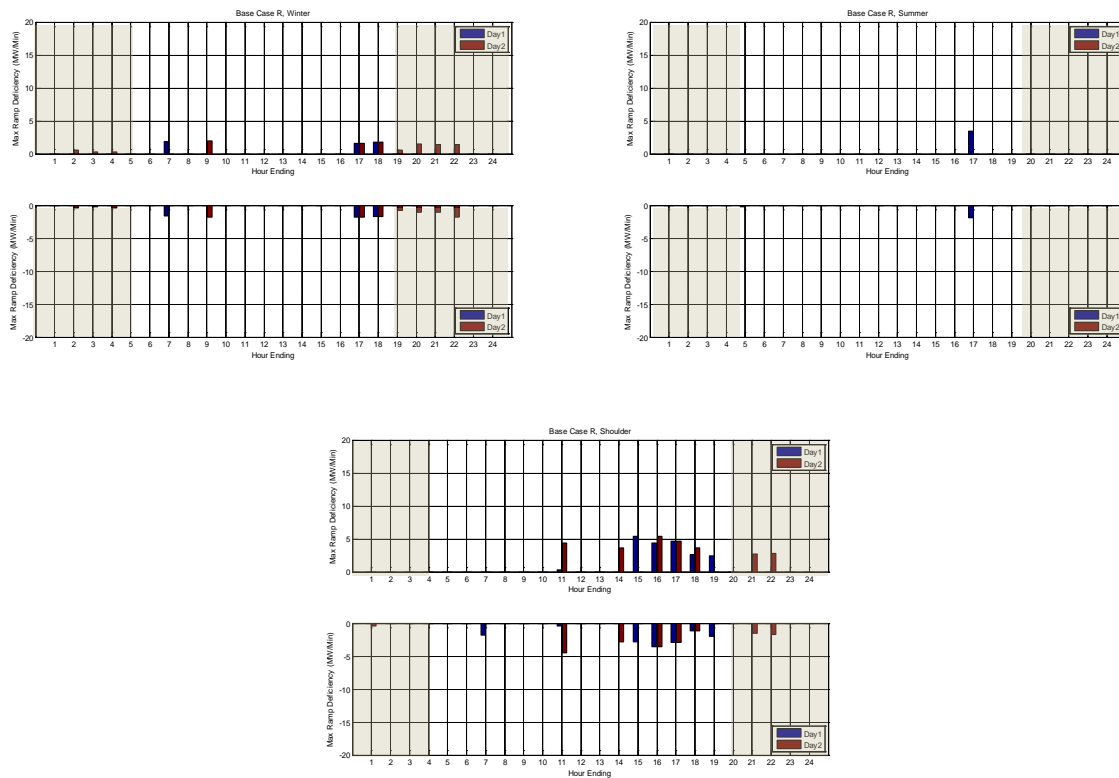 Base Case R, Winter
Max Ramp Deficiency (MW/Min)
20
15
10
5
0
Day1
Day2
1 2 3 4 5 6 7 8 9 10 11 12 13 14 15 16 17 18 19 20 21 22 23 24
Hour Ending
Max Ramp Deficiency (MW/Min)
0
-5
-10
-15
-20
Day1
Day2
1 2 3 4 5 6 7 8 9 10 11 12 13 14 15 16 17 18 19 20 21 22 23 24
Hour Ending
Base Case R, Summer
Max Ramp Deficiency (MW/Min)
20
15
10
5
0
Day1
Day2
1 2 3 4 5 6 7 8 9 10 11 12 13 14 15 16 17 18 19 20 21 22 23 24
Hour Ending
Max Ramp Deficiency (MW/Min)
0
-5
-10
-15
-20
Day1
Day2
1 2 3 4 5 6 7 8 9 10 11 12 13 14 15 16 17 18 19 20 21 22 23 24
Hour Ending
Base Case R, Shoulder
Max Ramp Deficiency (MW/Min)
20
15
10
5
0
Day1
Day2
1 2 3 4 5 6 7 8 9 10 11 12 13 14 15 16 17 18 19 20 21 22 23 24
Hour Ending
Max Ramp Deficiency (MW/Min)
0
-5
-10
-15
-20
Day1
Day2
1 2 3 4 5 6 7 8 9 10 11 12 13 14 15 16 17 18 19 20 21 22 23 24
Hour Ending